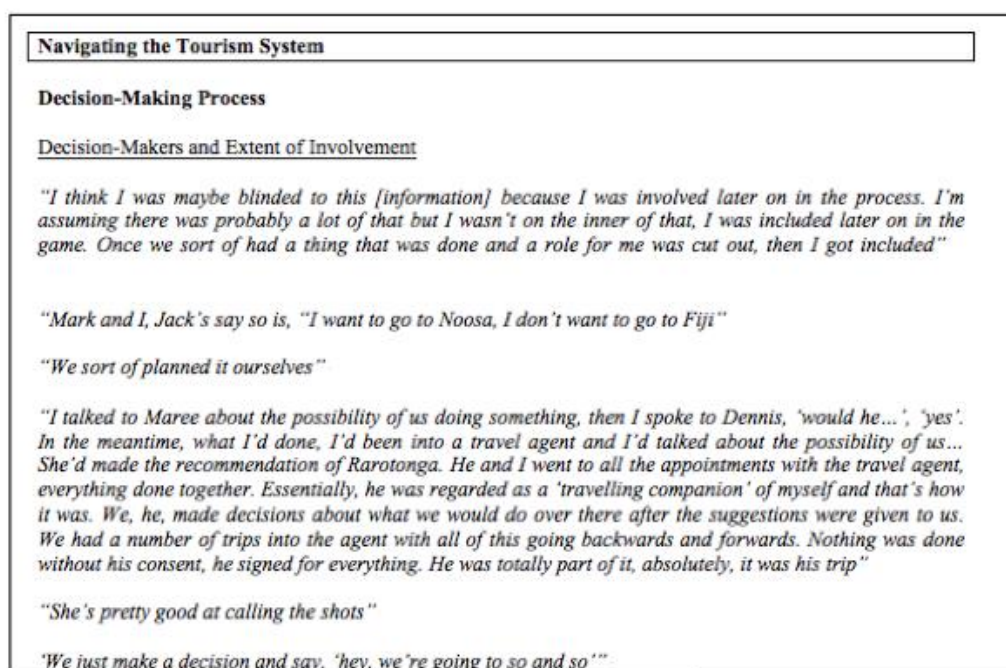 Navigating the Tourism System
Decision-Making Process
Decision-Makers and Extent of Involvement
“I think I was maybe blinded to this [information] because I was involved later on in the process. I’m
assuming there was probably a lot of that but I wasn’t on the inner of that, I was included later on in the
game. Once we sort of had a thing that was done and a role for me was cut out, then I got included”
“Mark and I, Jack’s say so is, “I want to go to Noosa, I don’t want to go to Fiji”
“We sort of planned it ourselves”
“I talked to Maree about the possibility of us doing something, then I spoke to Dennis, ‘would he…’, ‘yes’.
In the meantime, what I’d done, I’d been into a travel agent and I’d talked about the possibility of us…
She’d made the recommendation of Rarotonga. He and I went to all the appointments with the travel agent,
everything done together. Essentially, he was regarded as a ‘travelling companion’ of myself and that’s how
it was. We, he, made decisions about what we would do over there after the suggestions were given to us.
We had a number of trips into the agent with all of this going backwards and forwards. Nothing was done
without his consent, he signed for everything. He was totally part of it, absolutely, it was his trip”
“She’s pretty good at calling the shots”
‘We just make a decision and say, ‘hey, we’re going to so and so’”